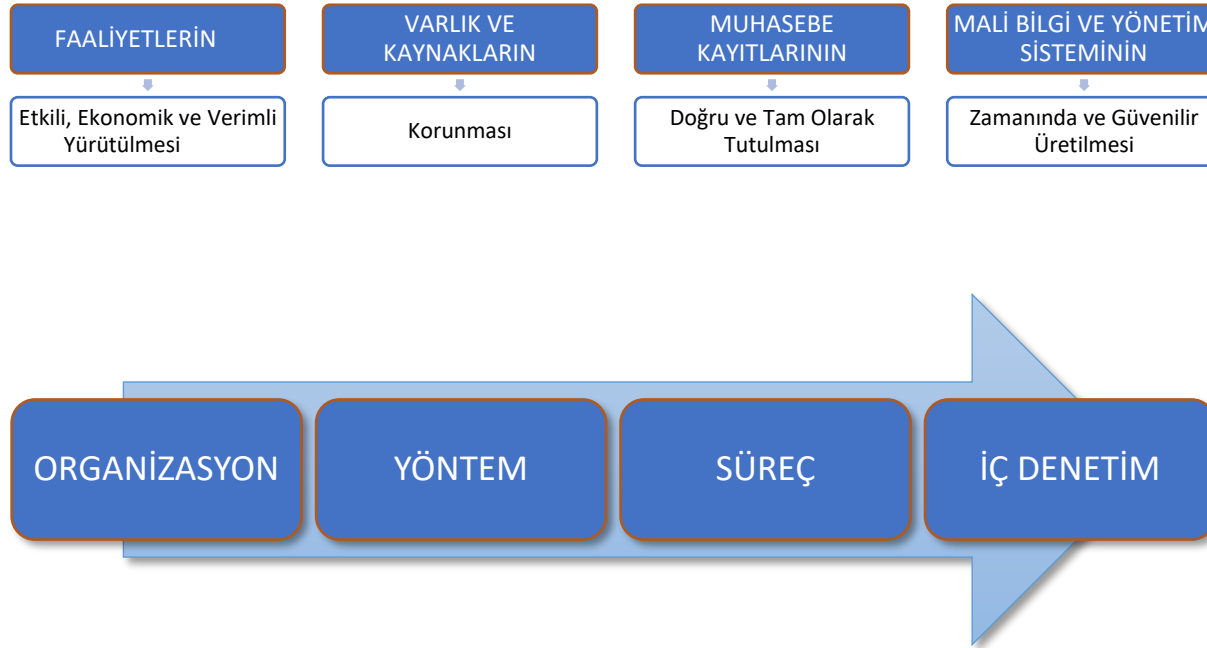 FAALİYETLERİN
Etkili, Ekonomik ve Verimli
Yürütülmesi
VARLIK VE
KAYNAKLARIN
Korunması
MUHASEBE
KAYITLARININ
Doğru ve Tam Olarak
Tutulması
MALİ BİLGİ VE YÖNETİM
SİSTEMİNİN
Zamanında ve Güvenilir
Üretilmesi
ORGANİZASYON
YÖNTEM
SÜREÇ
İÇ DENETİM